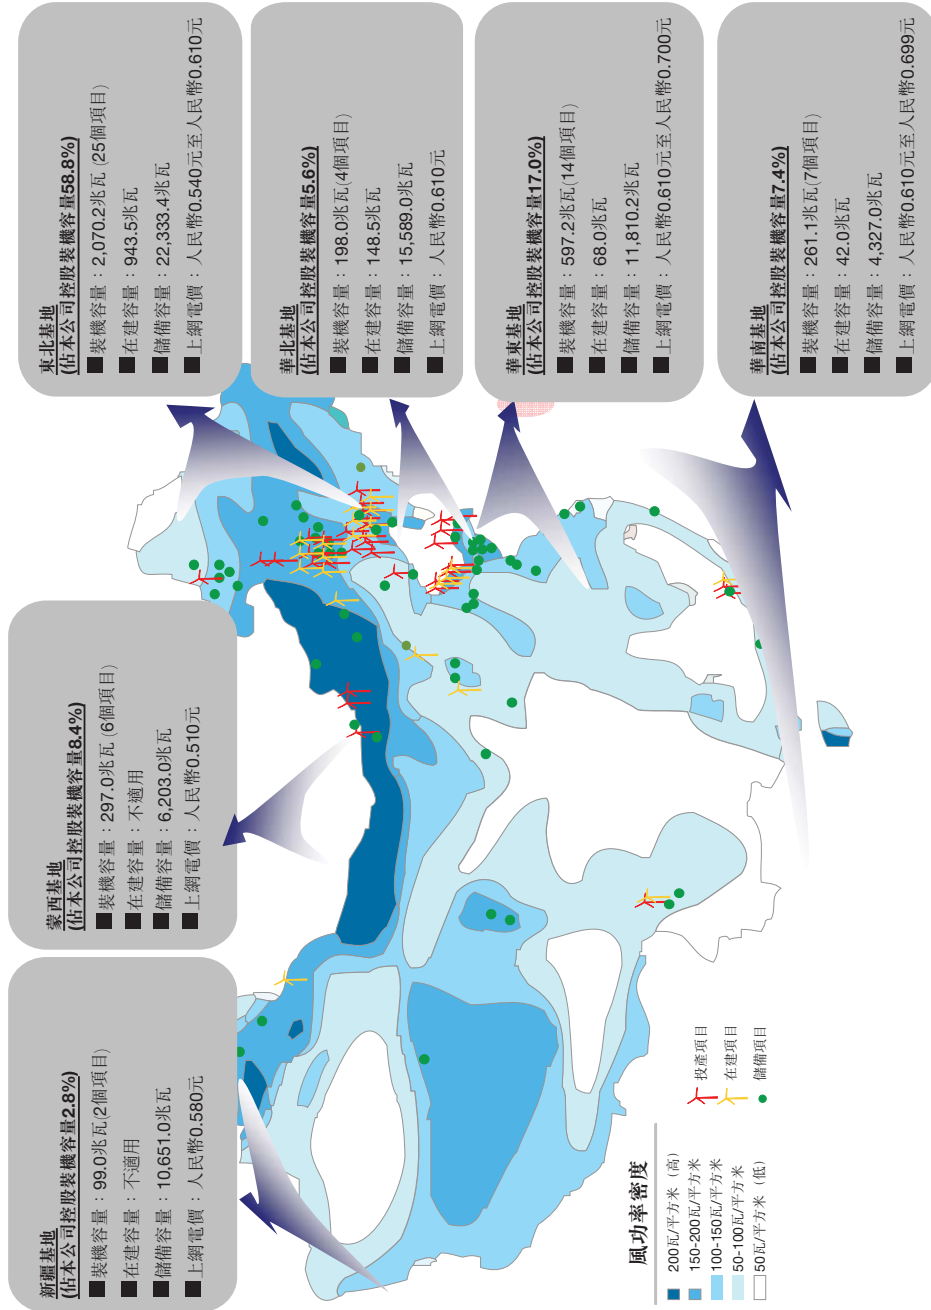 新疆基地
(佔本公司控股裝機容量2.8%)
裝機容量：99.0兆瓦(2個項目)
在建容量：不適用
儲備容量：10,651.0兆瓦
上網電價：人民幣0.580元
蒙西基地
(佔本公司控股裝機容量8.4%)
裝機容量：297.0兆瓦 (6個項目)
在建容量：不適用
儲備容量：6,203.0兆瓦
上網電價：人民幣0.510元
東北基地
(佔本公司控股裝機容量58.8%)
裝機容量：2,070.2兆瓦 (25個項目)
在建容量：943.5兆瓦
儲備容量：22,333.4兆瓦
上網電價：人民幣0.540元至人民幣0.610元
華北基地
(佔本公司控股裝機容量5.6%)
裝機容量：198.0兆瓦(4個項目)
在建容量：148.5兆瓦
儲備容量：15,589.0兆瓦
上網電價：人民幣0.610元
華東基地
(佔本公司控股裝機容量17.0%)
裝機容量：597.2兆瓦(14個項目)
在建容量：68.0兆瓦
儲備容量：11,810.2兆瓦
上網電價：人民幣0.610元至人民幣0.700元
華南基地
(佔本公司控股裝機容量7.4%)
裝機容量：261.1兆瓦(7個項目)
在建容量：42.0兆瓦
儲備容量：4,327.0兆瓦
上網電價：人民幣0.610元至人民幣0.699元
風功率密度
200瓦/平方米（高）
150-200瓦/平方米
100-150瓦/平方米
50-100瓦/平方米
50瓦/平方米（低）
投產項目
在建項目
儲備項目